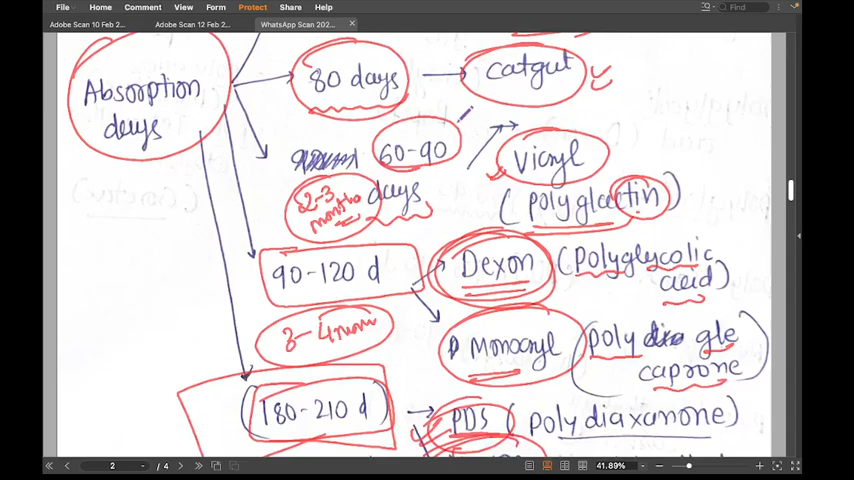 File Home Comment View Form Protect Share Help Find
Adobe Scan 10 Feb 2... Adobe Scan 12 Feb 2... WhatsApp Scan 202...
80 days → catgut
Absorption
days
60-90
Vicryl
2-3
months
days
(polyglactin)
90-120 d
Dexon (Polyglycolic
acid)
3-4 mon
Monocryl (poly gle
caprone
(180-210 d) → PDS (polydiaxanone)
2 / 4
41.89%